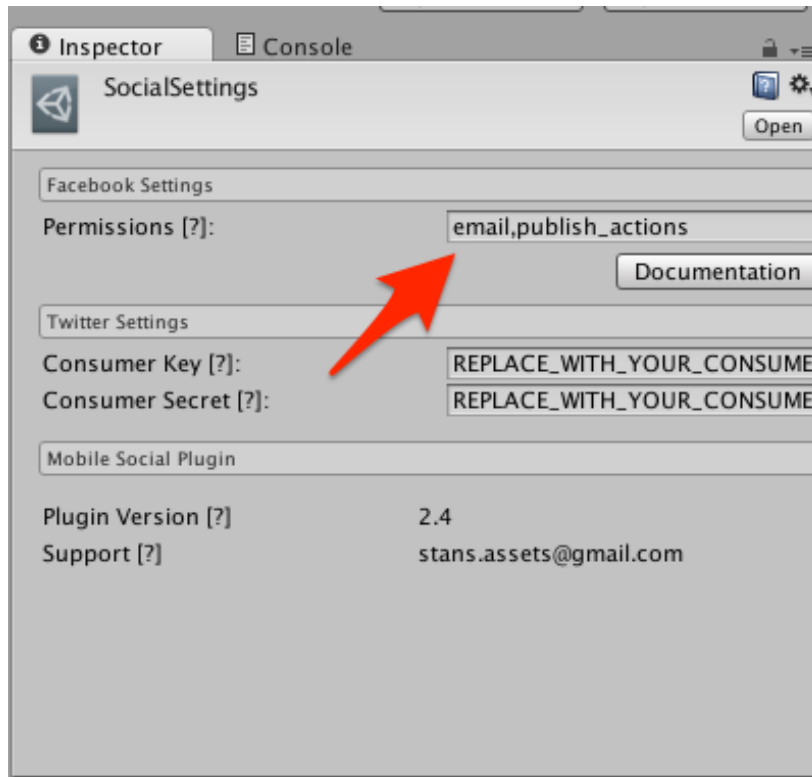 Inspector Console
SocialSettings
Open
Facebook Settings
Permissions [?]: email,publish_actions
Documentation
Twitter Settings
Consumer Key [?]: REPLACE_WITH_YOUR_CONSUME
Consumer Secret [?]: REPLACE_WITH_YOUR_CONSUME
Mobile Social Plugin
Plugin Version [?] 2.4
Support [?] stans.assets@gmail.com